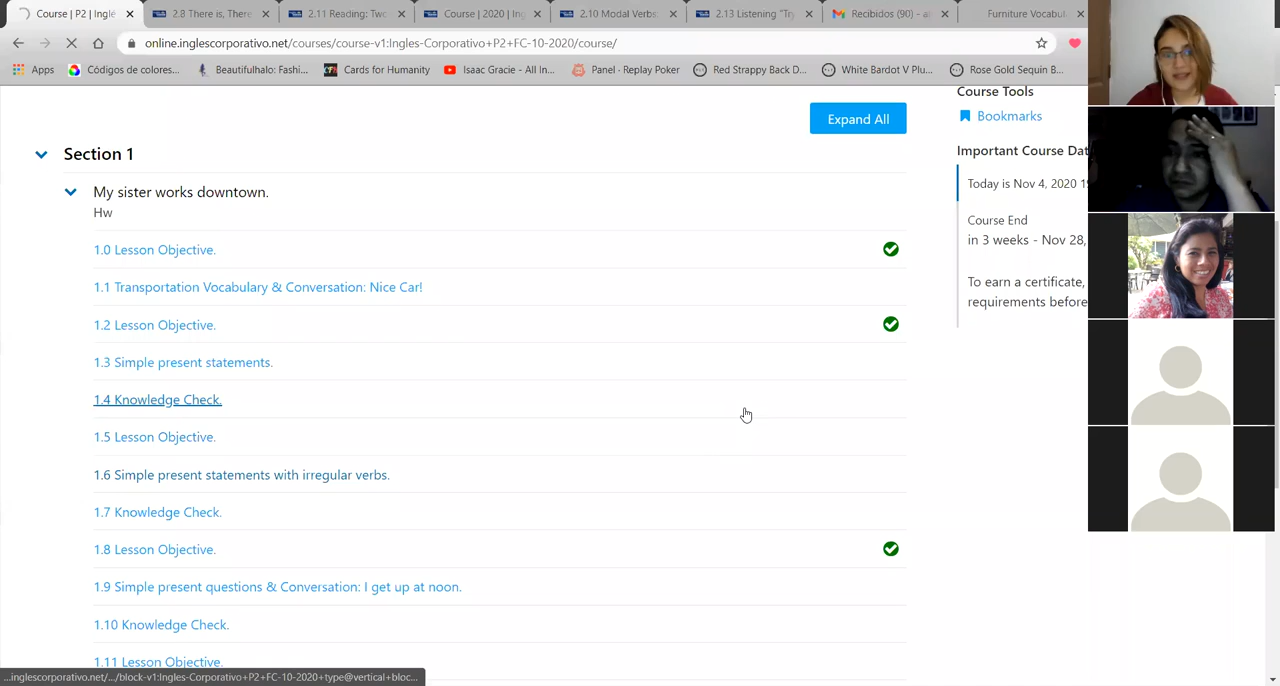 Course | P2 | Inglé
2.8 There is, There
2.11 Reading: Two
Course | 2020 | Ing
2.10 Modal Verbs:
2.13 Listening "Try
Recibidos (90) - a
Furniture Vocabul
online.inglescorporativo.net/courses/course-v1:Ingles-Corporativo+P2+FC-10-2020/course/
Apps
Códigos de colores...
Beautifulhalo: Fashi...
Cards for Humanity
Isaac Gracie - All In...
Panel - Replay Poker
Red Strappy Back D...
White Bardot V Plu...
Rose Gold Sequin B...
Course Tools
Bookmarks
Expand All
Important Course Dat
Section 1
Today is Nov 4, 2020 1
My sister works downtown.
Hw
Course End
in 3 weeks - Nov 28,
1.0 Lesson Objective.
To earn a certificate,
requirements before
1.1 Transportation Vocabulary & Conversation: Nice Car!
1.2 Lesson Objective.
1.3 Simple present statements.
1.4 Knowledge Check.
1.5 Lesson Objective.
1.6 Simple present statements with irregular verbs.
1.7 Knowledge Check.
1.8 Lesson Objective.
1.9 Simple present questions & Conversation: I get up at noon.
1.10 Knowledge Check.
1.11 Lesson Objective.
...inglescorporativo.net/.../block-v1:Ingles-Corporativo+P2+FC-10-2020+type@vertical+bloc...